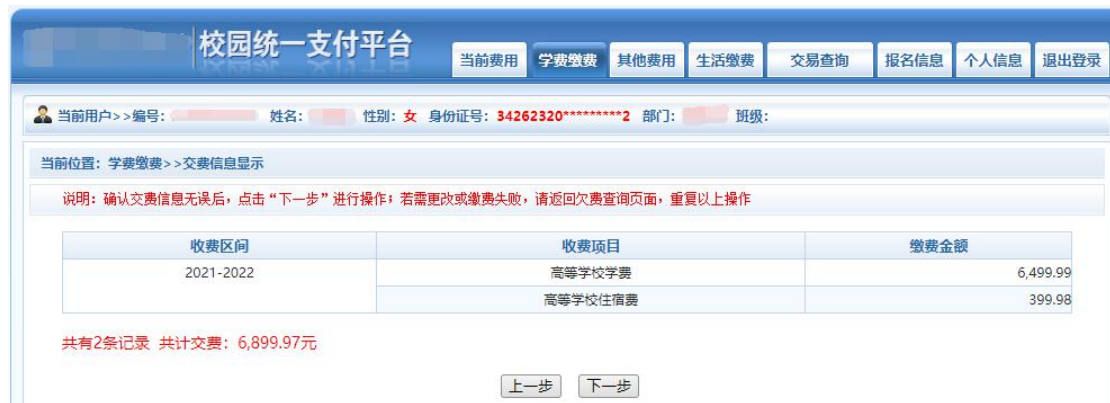 校园统一支付平台
当前费用 学费缴费 其他费用 生活缴费 交易查询 报名信息 个人信息 退出登录
当前用户>>编号: 姓名: 性别: 女 身份证号: 34262320*********2 部门: 班级:
当前位置: 学费缴费>>交费信息显示
说明: 确认交费信息无误后，点击“下一步”进行操作；若需更改或缴费失败，请返回欠费查询页面，重复以上操作
收费区间 收费项目 缴费金额
2021-2022 高等学校学费 6,499.99
高等学校住宿费 399.98
共有2条记录 共计交费: 6,899.97元
上一步 下一步